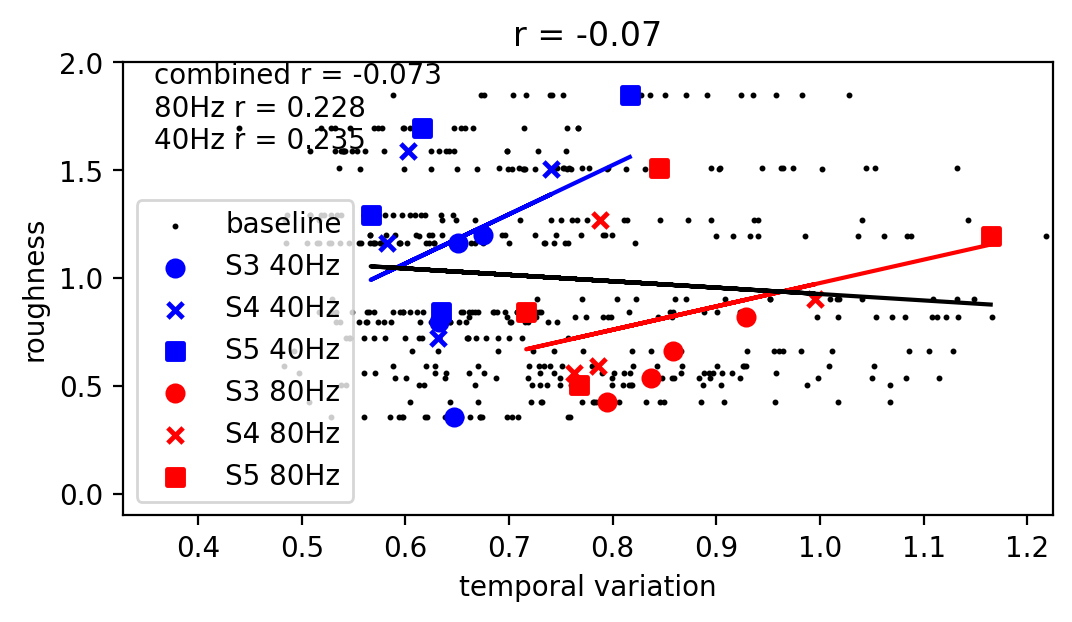 r = -0.07
combined r = -0.073
80Hz r = 0.228
40Hz r = 0.235
2.0
1.5
1.0
0.5
0.0
roughness
baseline
S3 40Hz
S4 40Hz
S5 40Hz
S3 80Hz
S4 80Hz
S5 80Hz
0.4 0.5 0.6 0.7 0.8 0.9 1.0 1.1 1.2
temporal variation